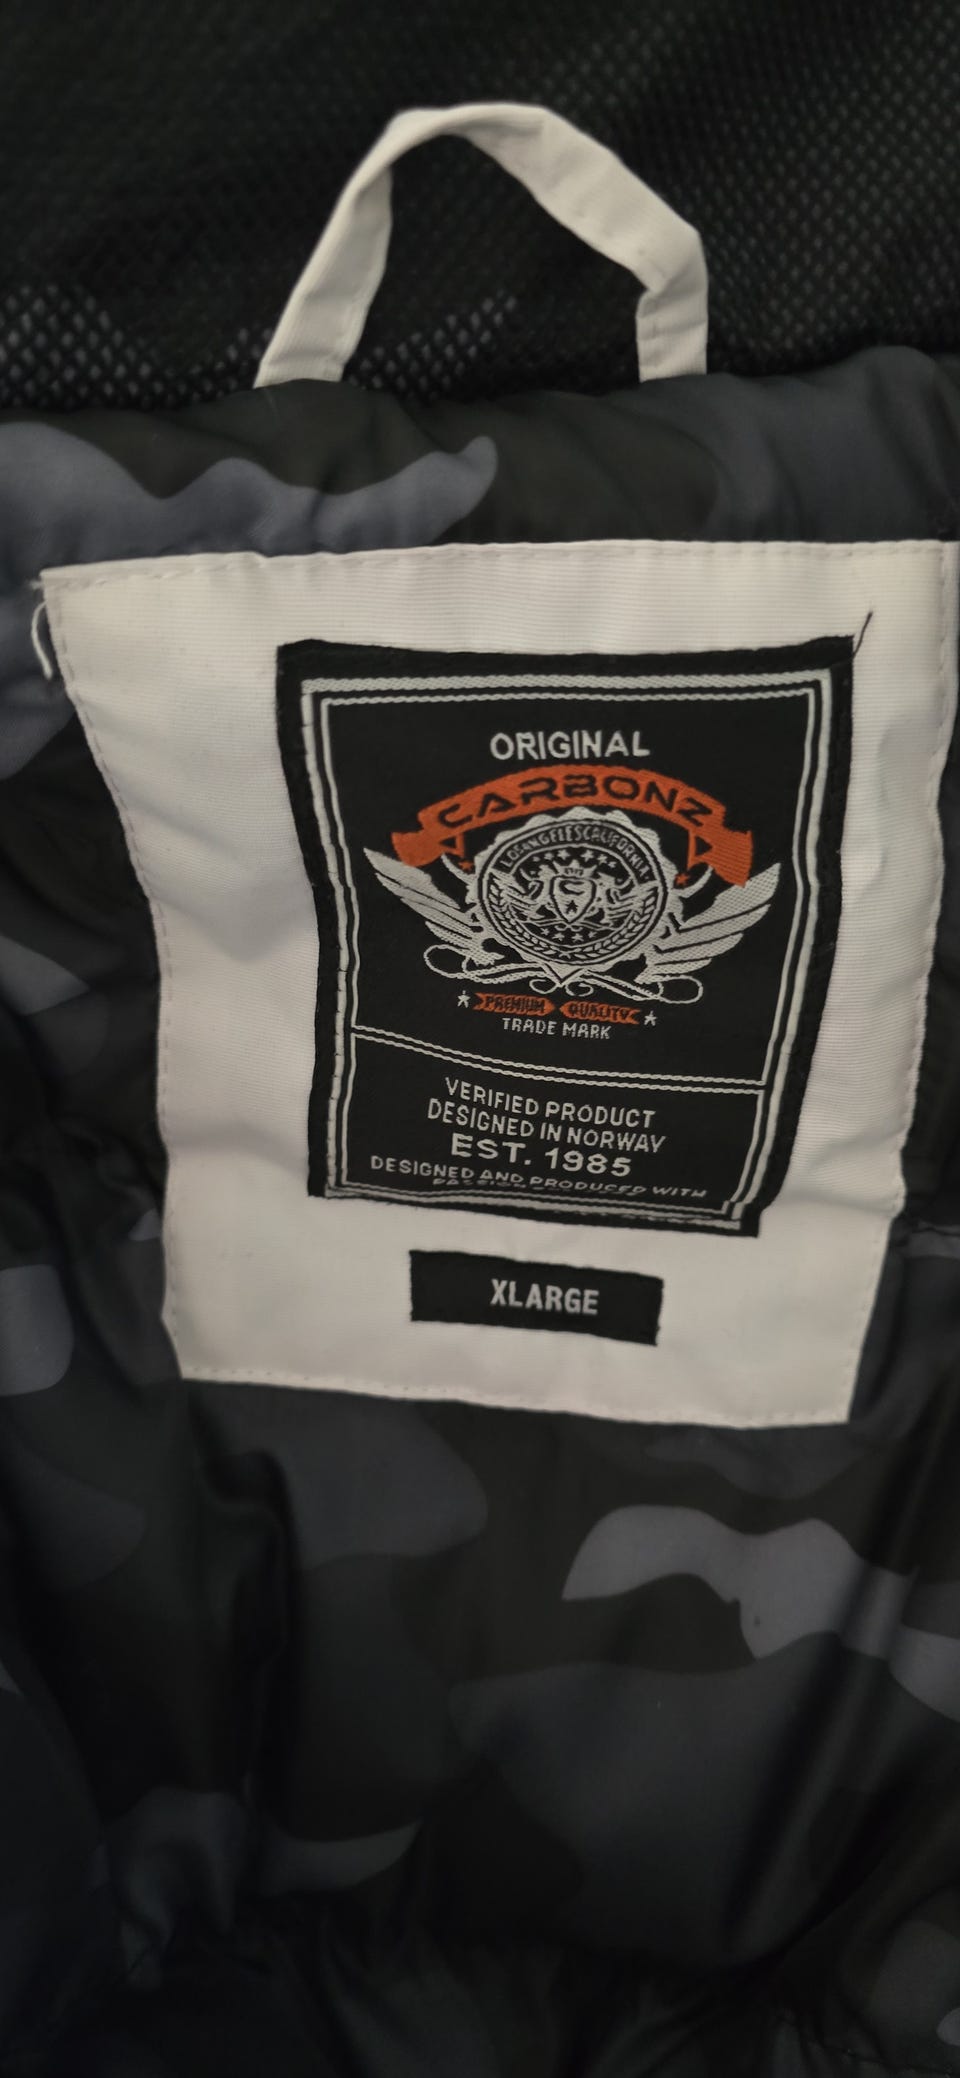 ORIGINAL
CARBONZ
LOS ANGELES CALIFORNIA
PREMIUM QUALITY
TRADE MARK
VERIFIED PRODUCT
DESIGNED IN NORWAY
EST. 1985
DESIGNED AND PRODUCED WITH
PASSION
XLARGE